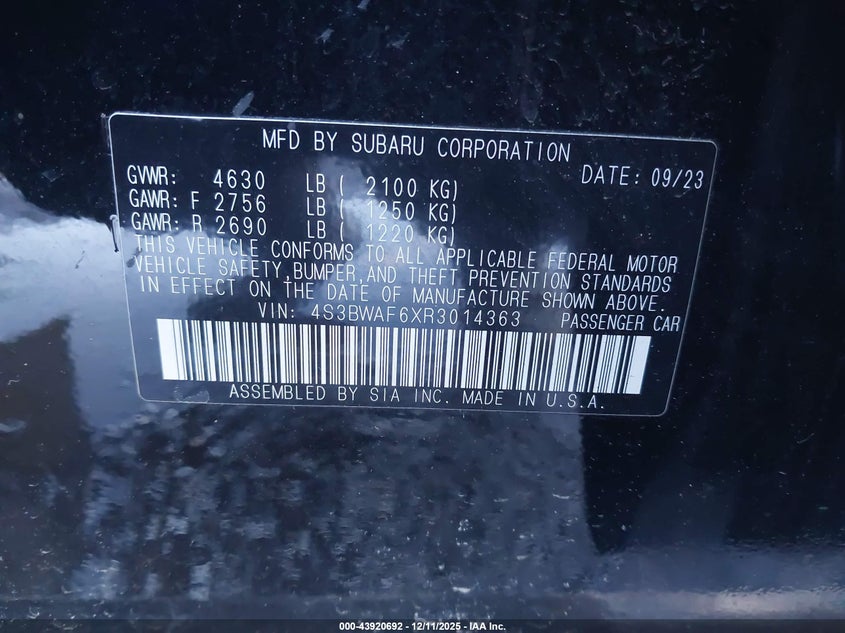 MFD BY SUBARU CORPORATION
GVWR: 4630 LB ( 2100 KG) DATE: 09/23
GAWR: F 2756 LB ( 1250 KG)
GAWR: R 2690 LB ( 1220 KG)
THIS VEHICLE CONFORMS TO ALL APPLICABLE FEDERAL MOTOR
VEHICLE SAFETY, BUMPER, AND THEFT PREVENTION STANDARDS
IN EFFECT ON THE DATE OF MANUFACTURE SHOWN ABOVE.
VIN: 4S3BWAF6XR3014363 PASSENGER CAR
ASSEMBLED BY SIA INC. MADE IN U.S.A.
000-43920692 - 12/11/2025 - IAA Inc.